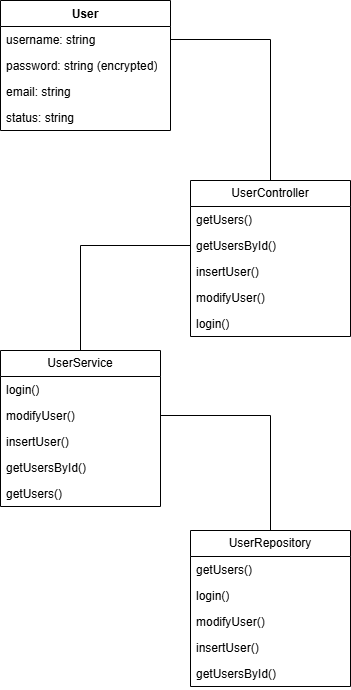 User
username: string
password: string (encrypted)
email: string
status: string
UserController
getUsers()
getUsersById()
insertUser()
modifyUser()
login()
UserService
login()
modifyUser()
insertUser()
getUsersById()
getUsers()
UserRepository
getUsers()
login()
modifyUser()
insertUser()
getUsersById()